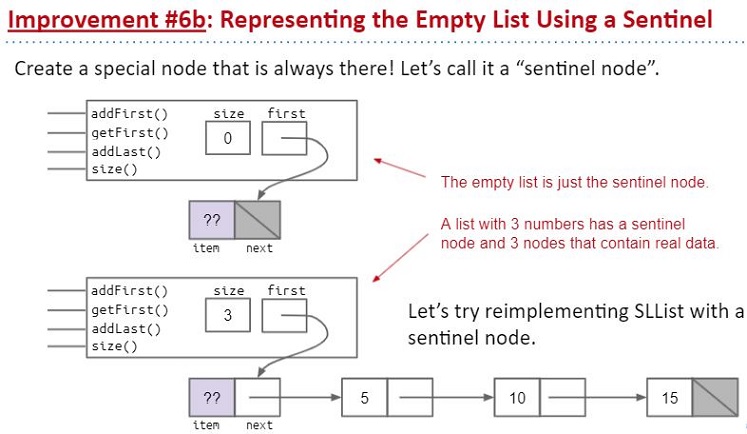 Improvement #6b: Representing the Empty List Using a Sentinel
Create a special node that is always there! Let’s call it a “sentinel node”.
addFirst()
getFirst()
addLast()
size()
size first
0
The empty list is just the sentinel node.
??
item next
A list with 3 numbers has a sentinel
node and 3 nodes that contain real data.
addFirst()
getFirst()
addLast()
size()
size first
3
Let’s try reimplementing SLList with a
sentinel node.
?? 5 10 15
item next